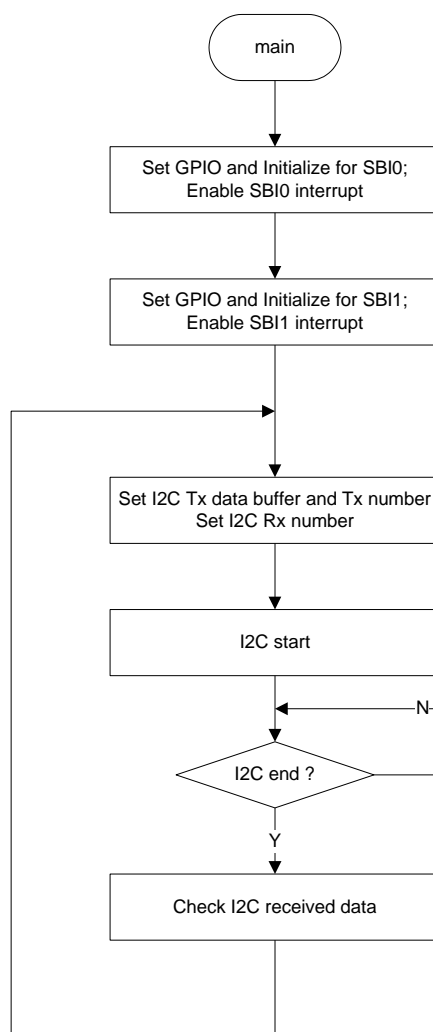 main
Set GPIO and Initialize for SBI0;
Enable SBI0 interrupt
Set GPIO and Initialize for SBI1;
Enable SBI1 interrupt
Set I2C Tx data buffer and Tx number
Set I2C Rx number
I2C start
N
I2C end ?
Y
Check I2C received data